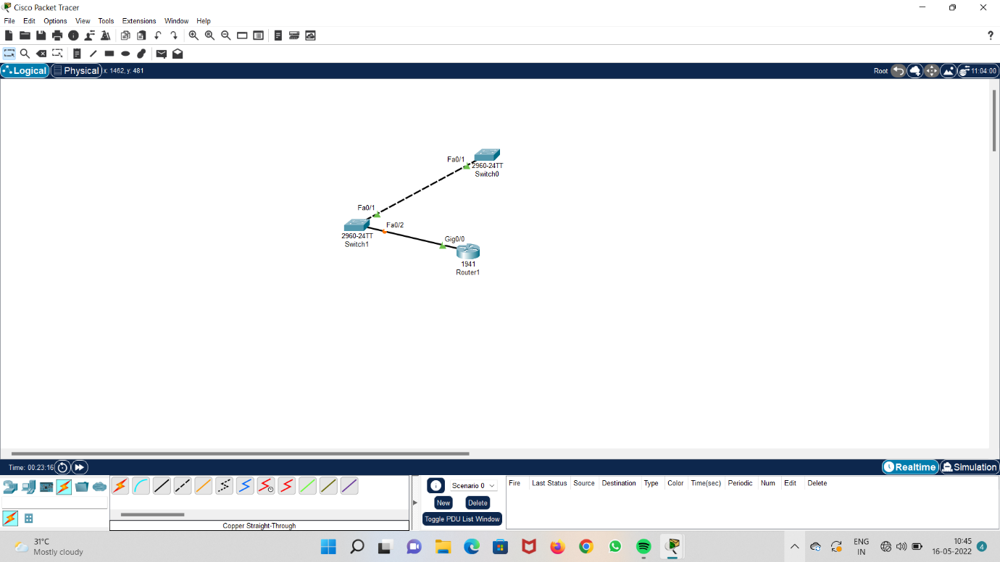 Cisco Packet Tracer
File Edit Options View Tools Extensions Window Help
?
Logical Physical x: 1462, y: 481 Root 11:04:00
Fa0/1
2960-24TT
Switch0
Fa0/1
Fa0/2
2960-24TT
Switch1
Gig0/0
1941
Router1
Time: 00:23:16 Realtime Simulation
Scenario 0
New Delete
Toggle PDU List Window
Fire Last Status Source Destination Type Color Time(sec) Periodic Num Edit Delete
Copper Straight-Through
31°C
Mostly cloudy
ENG
IN
10:45
16-05-2022
4